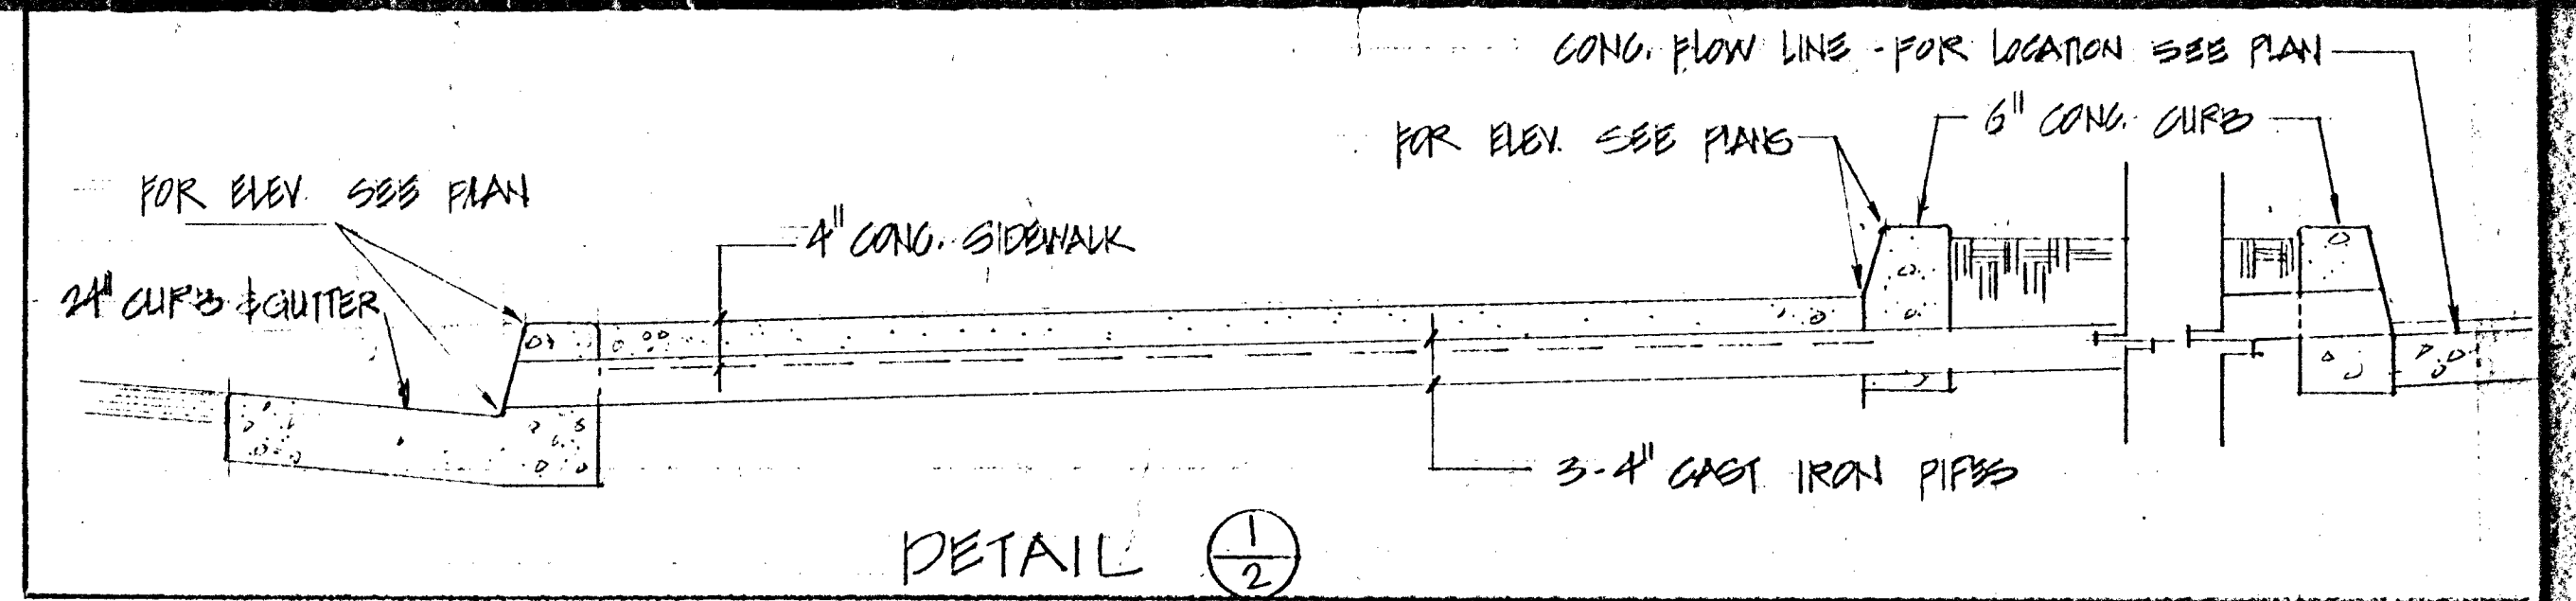 CONC. FLOW LINE - FOR LOCATION SEE PLAN
6" CONC. CURB
FOR ELEV. SEE PLANS
FOR ELEV. SEE PLAN
4" CONC. SIDEWALK
24" CURB & GUTTER
3-4" CAST IRON PIPES
DETAIL 1
2